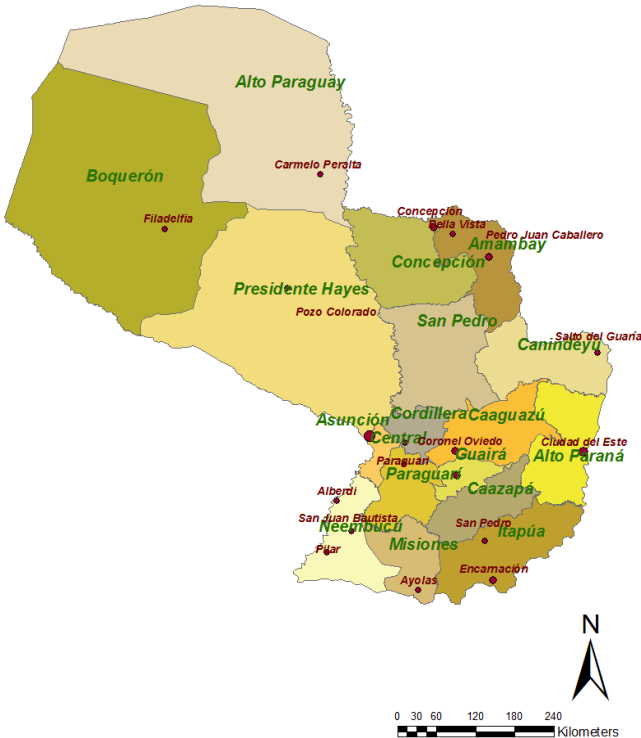 Alto Paraguay
Carmelo Peralta
Boquerón
Filadelfia
Concepción
Bella Vista
Pedro Juan Caballero
Amambay
Concepción
Presidente Hayes
Pozo Colorado
San Pedro
Salto del Guaría
Canindeyú
Asunción
Cordillera
Caaguazú
Central
Coronel Oviedo
Ciudad del Este
Guairá
Alto Paraná
Paraguarí
Paraguarí
Caazapá
Alberdi
San Juan Bautista
Ñeembucú
San Pedro
Itapúa
Misiones
Pilar
Encarnación
Ayolas
N
0 30 60 120 180 240
Kilometers